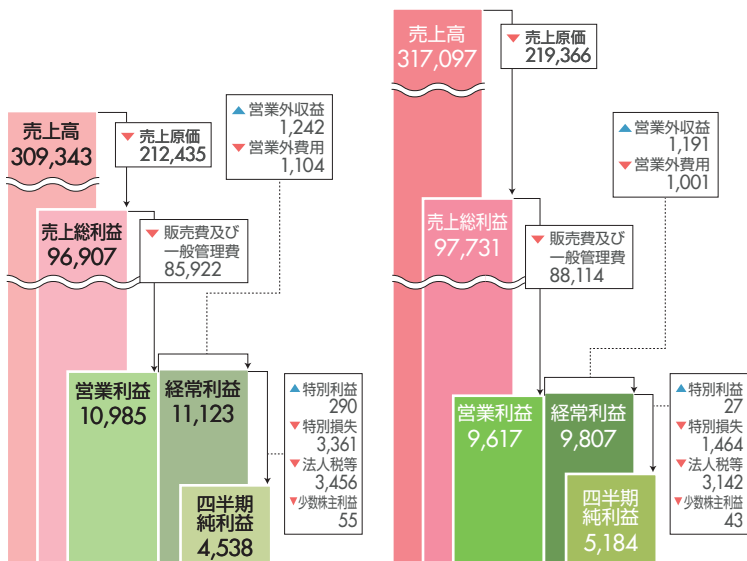 売上高
309,343
▼ 売上原価
212,435
▲ 営業外収益
1,242
▼ 営業外費用
1,104
売上総利益
96,907
▼ 販売費及び
一般管理費
85,922
営業利益
10,985
経常利益
11,123
▲ 特別利益
290
▼ 特別損失
3,361
▼ 法人税等
3,456
▼ 少数株主利益
55
四半期
純利益
4,538
売上高
317,097
▼ 売上原価
219,366
▲ 営業外収益
1,191
▼ 営業外費用
1,001
売上総利益
97,731
▼ 販売費及び
一般管理費
88,114
営業利益
9,617
経常利益
9,807
▲ 特別利益
27
▼ 特別損失
1,464
▼ 法人税等
3,142
▼ 少数株主利益
43
四半期
純利益
5,184